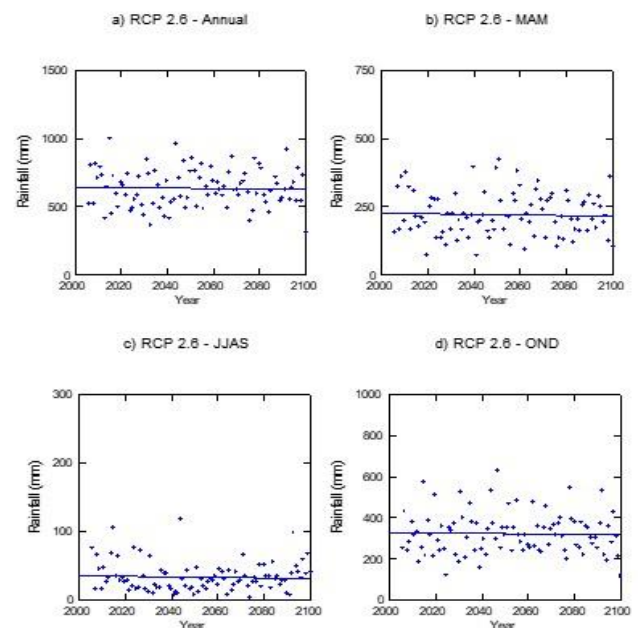 a) RCP 2.6 - Annual
1500
1000
500
0
Rainfall (mm)
2000 2020 2040 2060 2080 2100
Year
b) RCP 2.6 - MAM
750
500
250
0
Rainfall (mm)
2000 2020 2040 2060 2080 2100
Year
c) RCP 2.6 - JJAS
300
200
100
0
Rainfall (mm)
2000 2020 2040 2060 2080 2100
Year
d) RCP 2.6 - OND
1000
800
600
400
200
0
Rainfall (mm)
2000 2020 2040 2060 2080 2100
Year